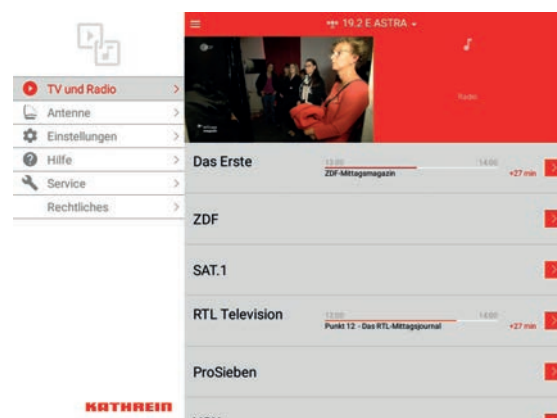 TV und Radio
Antenne
Einstellungen
Hilfe
Service
Rechtliches
KATHREIN
19.2 E ASTRA
Radio
Das Erste
13:00 14:00
ZDF-Mittagsmagazin +27 min
ZDF
SAT.1
RTL Television
14:00
Punkt 12 - Das RTL-Mittagsjournal +27 min
ProSieben